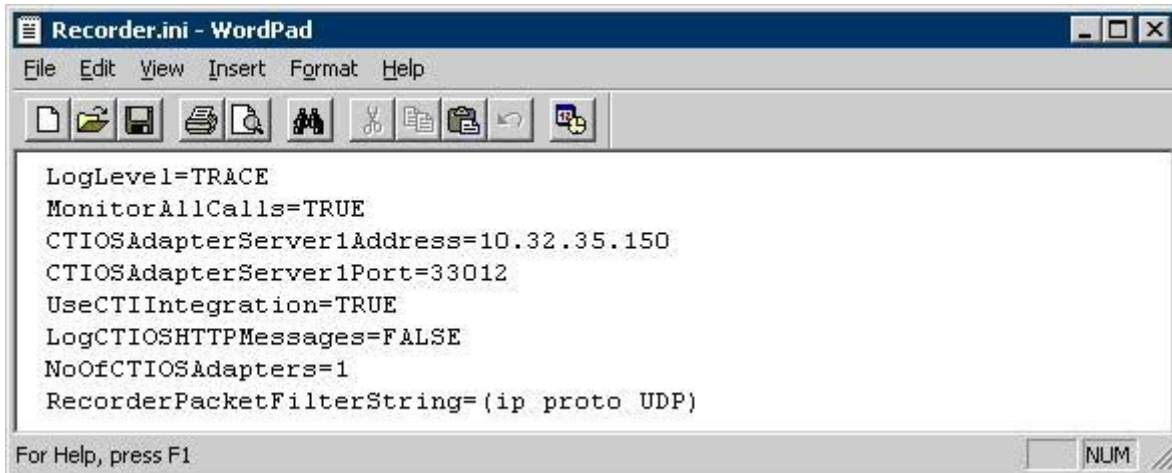 Recorder.ini - WordPad
File Edit View Insert Format Help
LogLevel=TRACE
MonitorAllCalls=TRUE
CTIOSAdapterServer1Address=10.32.35.150
CTIOSAdapterServer1Port=33012
UseCTIIntegration=TRUE
LogCTIOSHTTPMessages=FALSE
NoOfCTIOSAdapters=1
RecorderPacketFilterString=(ip proto UDP)
For Help, press F1 NUM